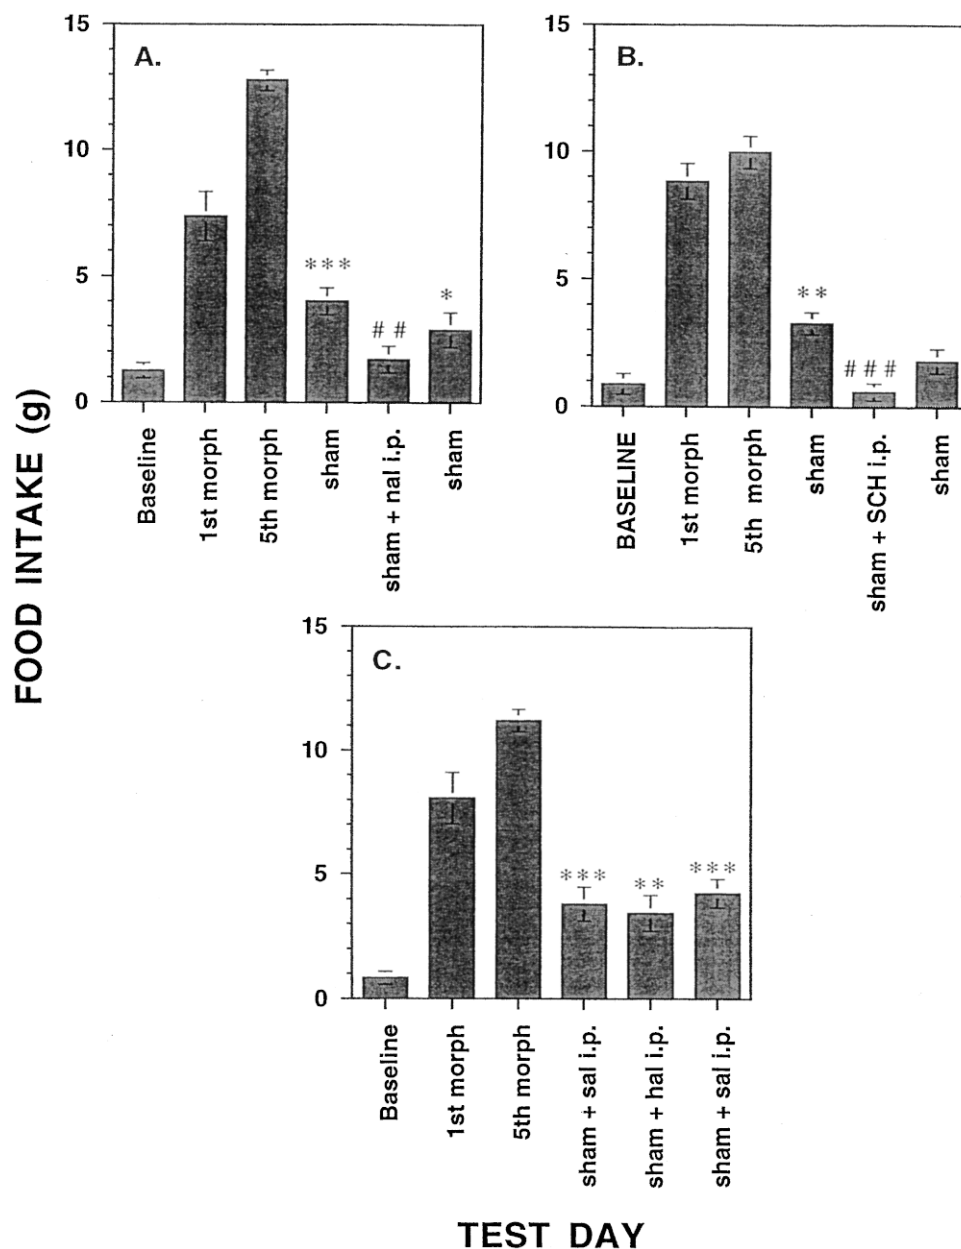 FOOD INTAKE (g)
A.
15
10
5
0
***
# #
*
Baseline
1st morph
5th morph
sham
sham + nal i.p.
sham
B.
15
10
5
0
**
# # #
BASELINE
1st morph
5th morph
sham
sham + SCH i.p.
sham
C.
15
10
5
0
***
**
***
Baseline
1st morph
5th morph
sham + sal i.p.
sham + hal i.p.
sham + sal i.p.
TEST DAY